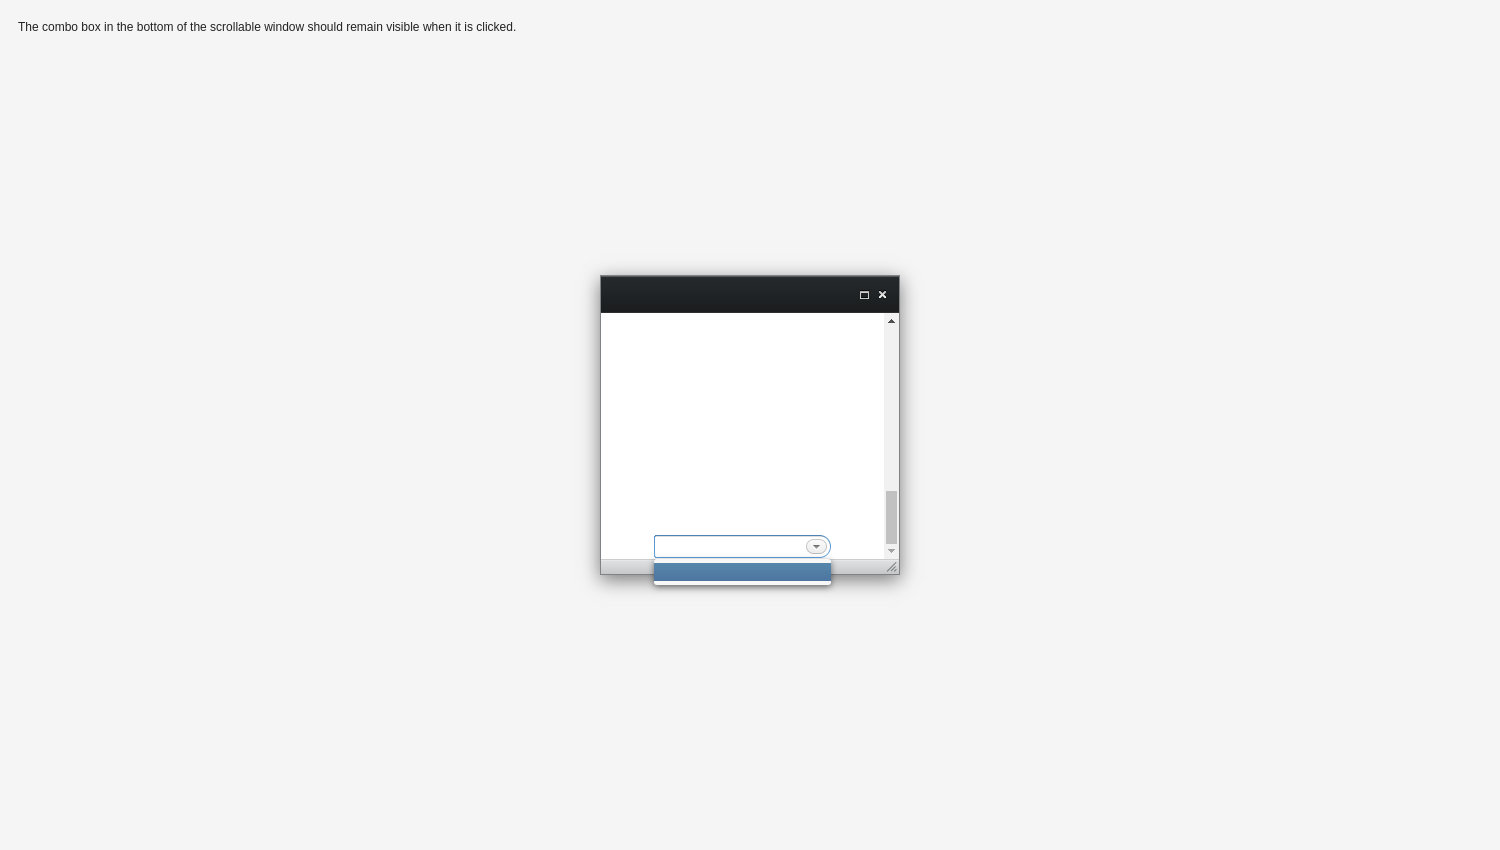 The combo box in the bottom of the scrollable window should remain visible when it is clicked.